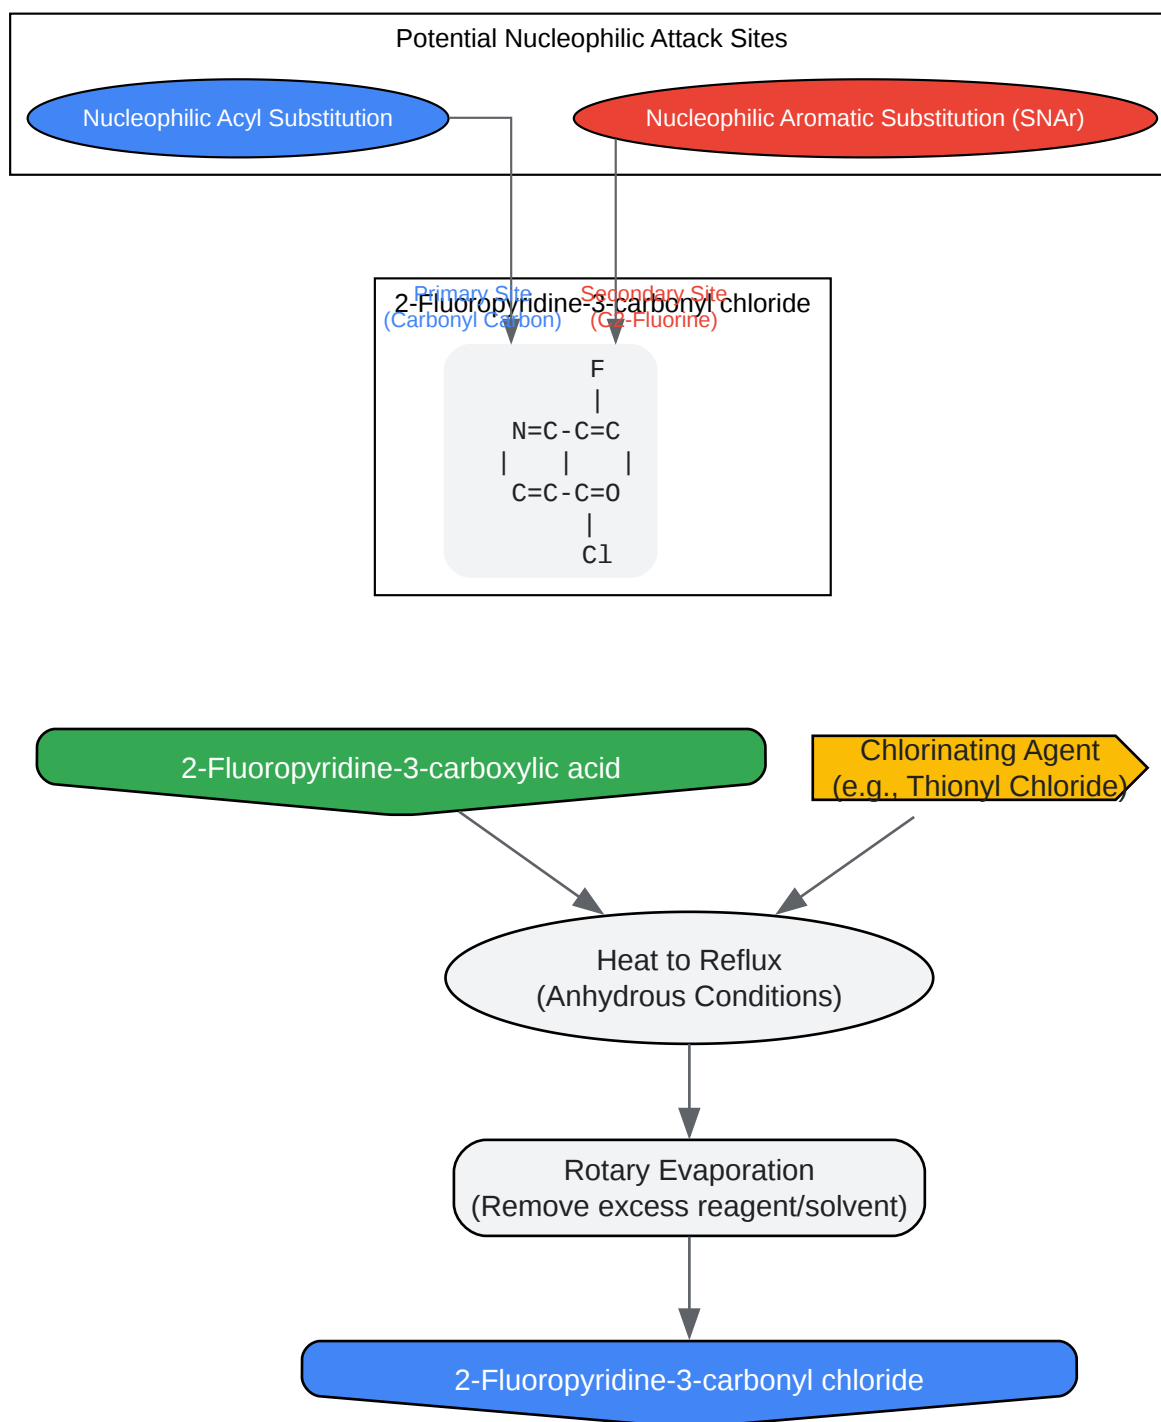 Potential Nucleophilic Attack Sites
Nucleophilic Acyl Substitution
Nucleophilic Aromatic Substitution (SNAr)
2-Fluoropyridine-3-carbonyl chloride
Primary Site
(Carbonyl Carbon)
Secondary Site
(C2-Fluorine)
F
|
N=C-C=C
|   |   |
C=C-C=O
|
Cl
2-Fluoropyridine-3-carboxylic acid
Chlorinating Agent
(e.g., Thionyl Chloride)
Heat to Reflux
(Anhydrous Conditions)
Rotary Evaporation
(Remove excess reagent/solvent)
2-Fluoropyridine-3-carbonyl chloride